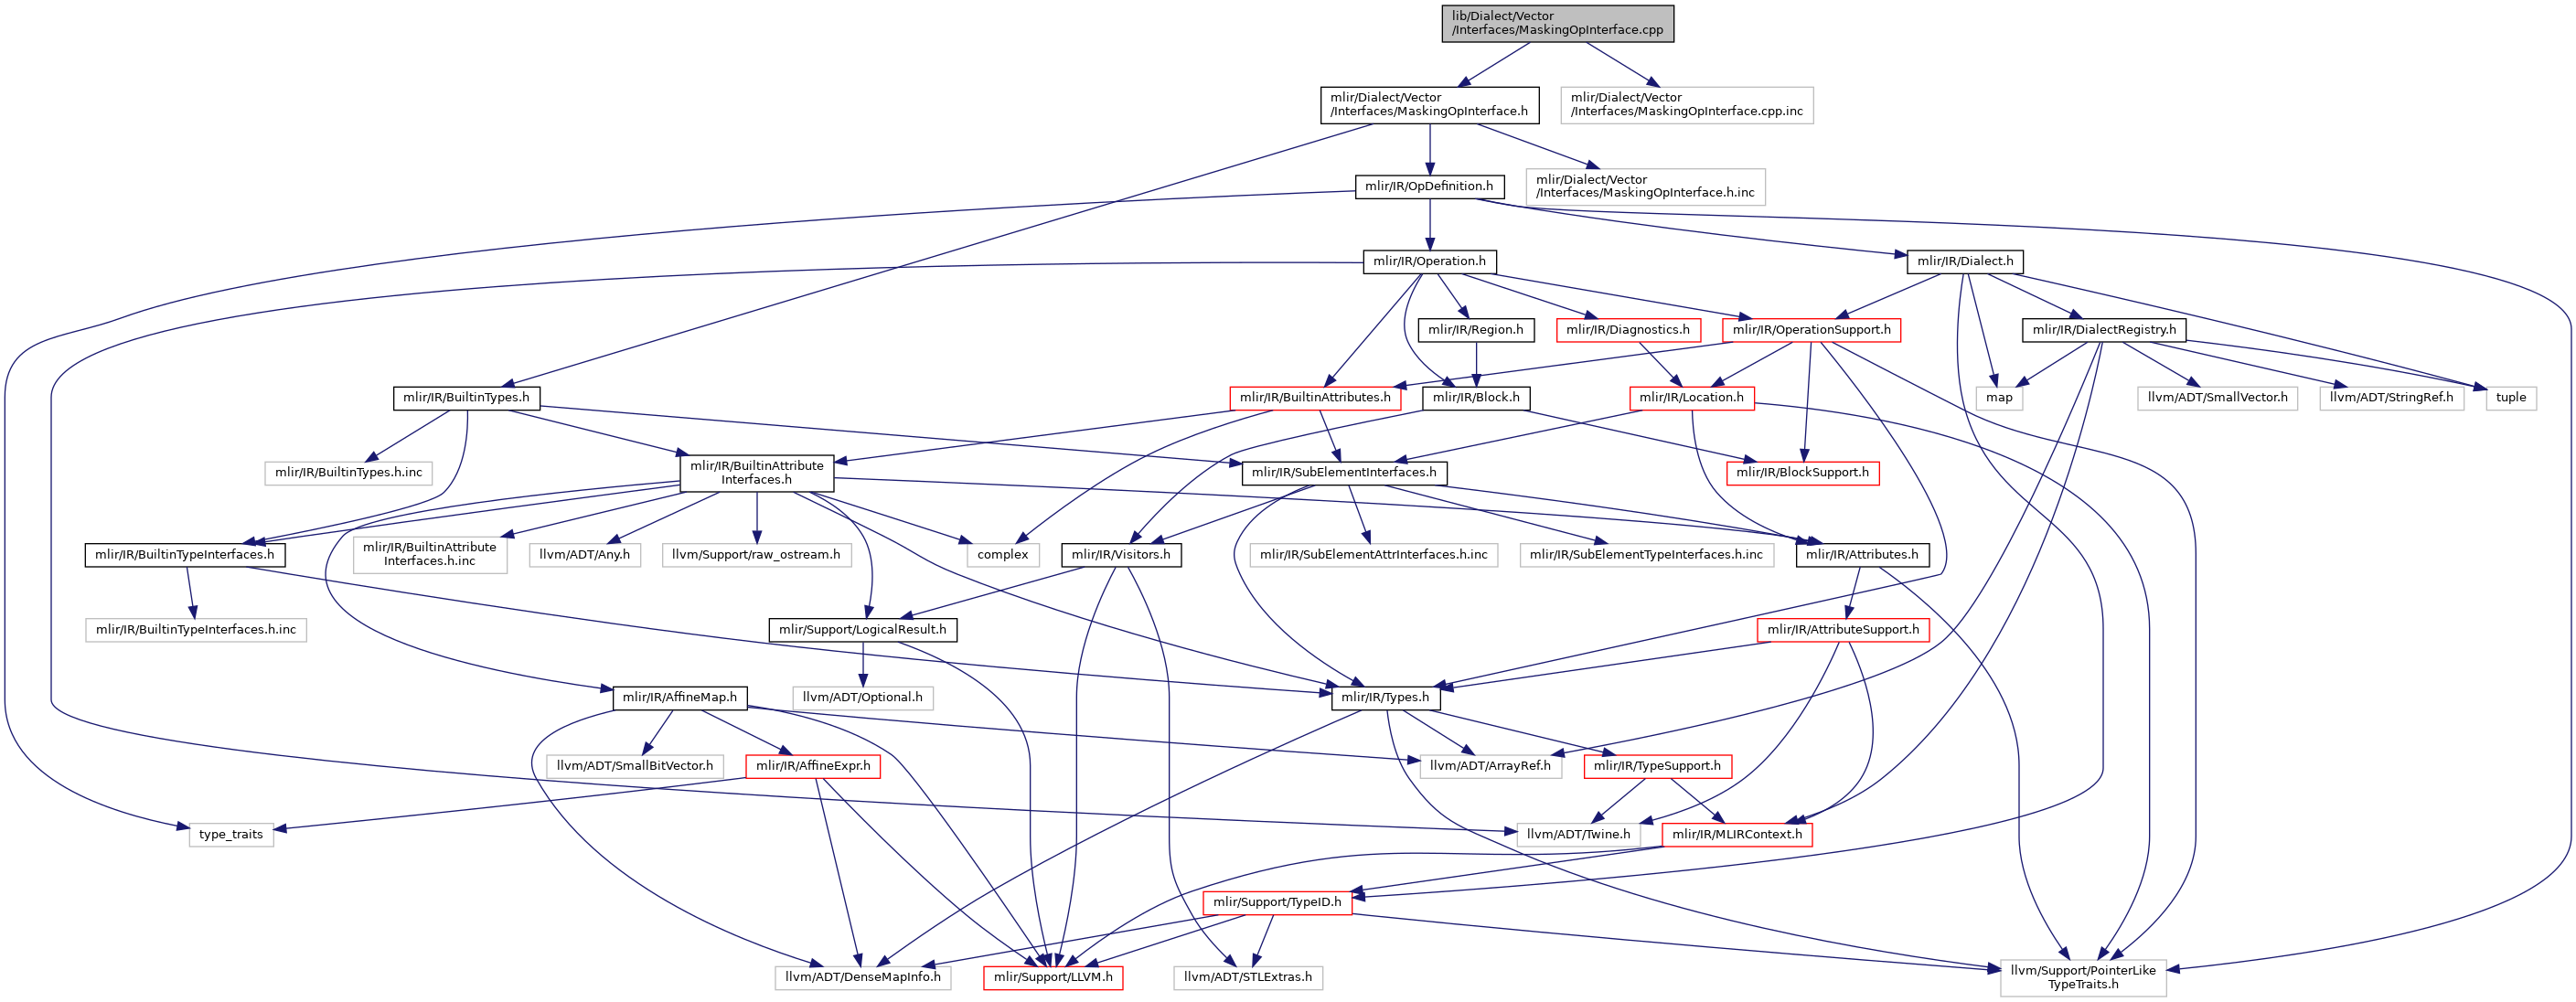 lib/Dialect/Vector
/Interfaces/MaskingOpInterface.cpp
mlir/Dialect/Vector
/Interfaces/MaskingOpInterface.h
mlir/Dialect/Vector
/Interfaces/MaskingOpInterface.cpp.inc
mlir/IR/OpDefinition.h
mlir/Dialect/Vector
/Interfaces/MaskingOpInterface.h.inc
mlir/IR/Operation.h
mlir/IR/Dialect.h
mlir/IR/Region.h
mlir/IR/Diagnostics.h
mlir/IR/OperationSupport.h
mlir/IR/DialectRegistry.h
mlir/IR/BuiltinTypes.h
mlir/IR/BuiltinAttributes.h
mlir/IR/Block.h
mlir/IR/Location.h
map
llvm/ADT/SmallVector.h
llvm/ADT/StringRef.h
tuple
mlir/IR/BuiltinTypes.h.inc
mlir/IR/BuiltinAttribute
Interfaces.h
mlir/IR/SubElementInterfaces.h
mlir/IR/BlockSupport.h
mlir/IR/BuiltinTypeInterfaces.h
mlir/IR/BuiltinAttribute
Interfaces.h.inc
llvm/ADT/Any.h
llvm/Support/raw_ostream.h
complex
mlir/IR/Visitors.h
mlir/IR/SubElementAttrInterfaces.h.inc
mlir/IR/SubElementTypeInterfaces.h.inc
mlir/IR/Attributes.h
mlir/IR/BuiltinTypeInterfaces.h.inc
mlir/Support/LogicalResult.h
mlir/IR/AttributeSupport.h
mlir/IR/AffineMap.h
llvm/ADT/Optional.h
mlir/IR/Types.h
llvm/ADT/SmallBitVector.h
mlir/IR/AffineExpr.h
llvm/ADT/ArrayRef.h
mlir/IR/TypeSupport.h
type_traits
llvm/ADT/Twine.h
mlir/IR/MLIRContext.h
mlir/Support/TypeID.h
llvm/ADT/DenseMapInfo.h
mlir/Support/LLVM.h
llvm/ADT/STLExtras.h
llvm/Support/PointerLike
TypeTraits.h